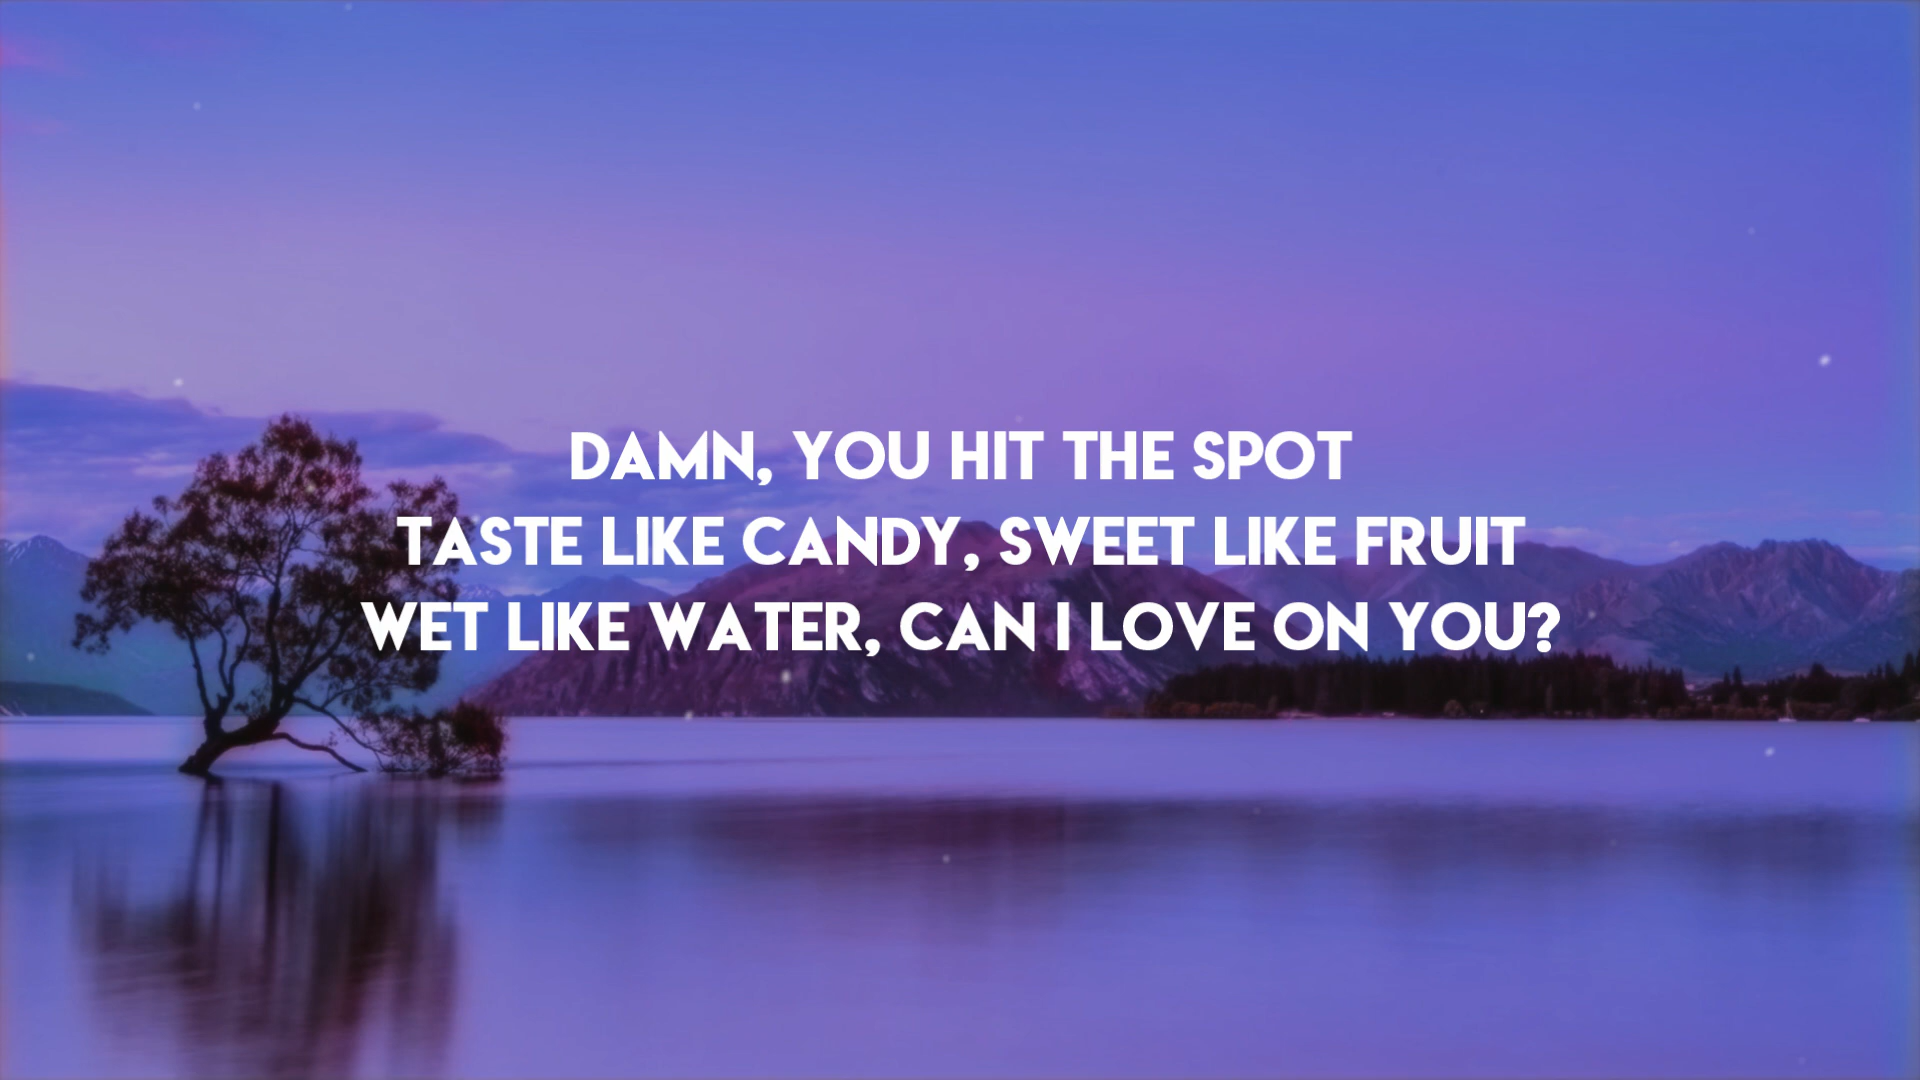 DAMN, YOU HIT THE SPOT
TASTE LIKE CANDY, SWEET LIKE FRUIT
WET LIKE WATER, CAN I LOVE ON YOU?